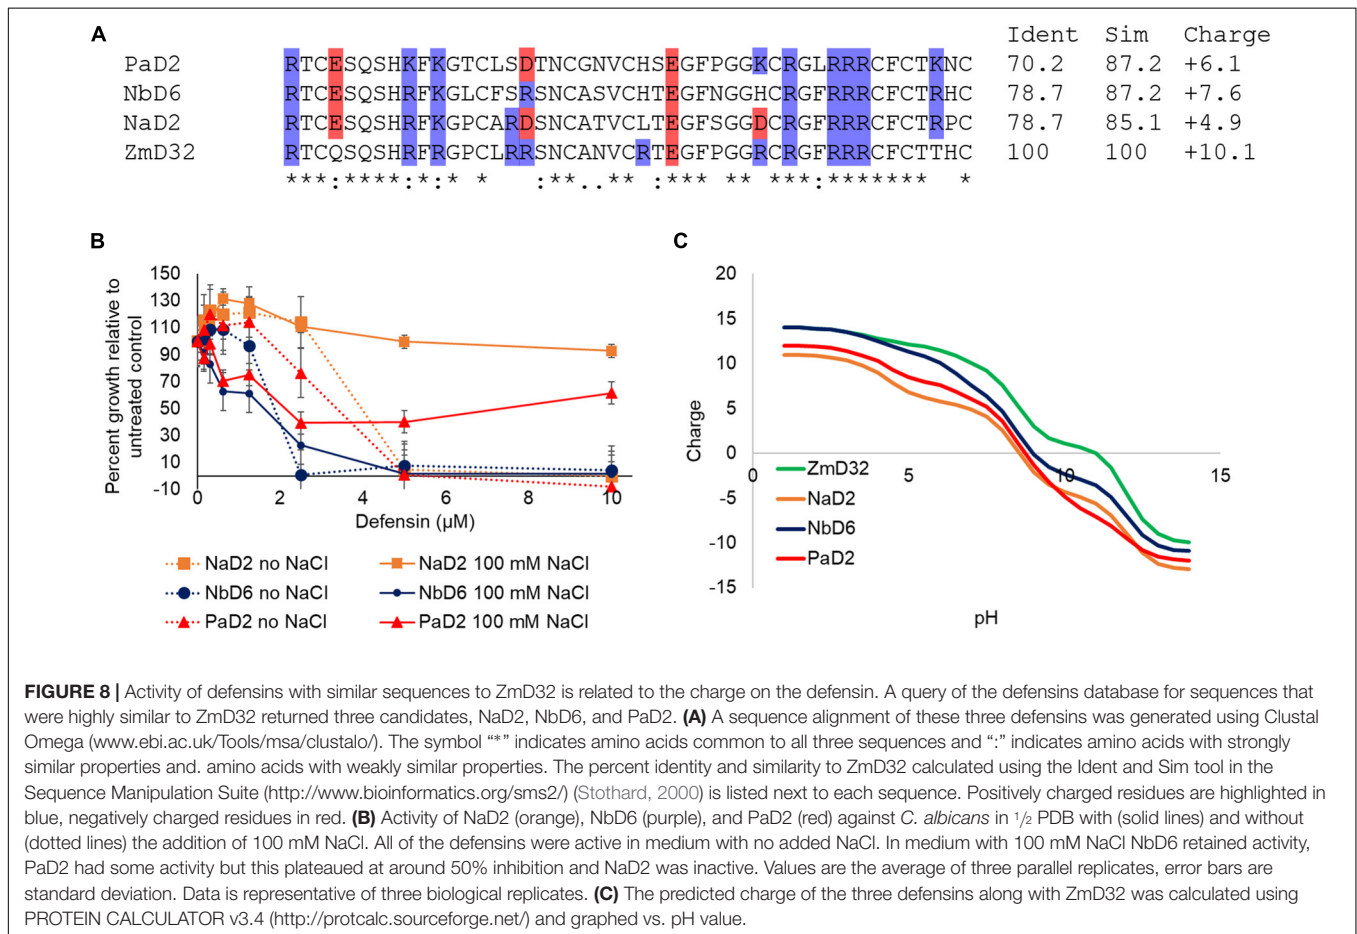 A
Ident Sim Charge
PaD2 RTCESQSHKFKGTCLSDTNCGNVCHSEGFPGGKCRGLRRRCFCTKNC 70.2 87.2 +6.1
NbD6 RTCESQSHRFKGLCFSRSNCASVCHTEGFNGGHCRGFRRRCFCTRHC 78.7 87.2 +7.6
NaD2 RTCESQSHRFKGPCARDSNCATVCLTEGFSGGDCRGFRRRCFCTRPC 78.7 85.1 +4.9
ZmD32 RTCQSQSHRFRGPCLRRSNCANVCRTEGFPGGRCRGFRRRCFCTTHC 100 100 +10.1
***:****:*:* * :**..** :** ** ***:******* *
B
Percent growth relative to
untreated control
150
130
110
90
70
50
30
10
-10
0 2 4 6 8 10
Defensin (µM)
NaD2 no NaCl NaD2 100 mM NaCl
NbD6 no NaCl NbD6 100 mM NaCl
PaD2 no NaCl PaD2 100 mM NaCl
C
Charge
20
15
10
5
0
-5
-10
-15
0 5 10 15
ZmD32
NaD2
NbD6
PaD2
pH
FIGURE 8 | Activity of defensins with similar sequences to ZmD32 is related to the charge on the defensin. A query of the defensins database for sequences that
were highly similar to ZmD32 returned three candidates, NaD2, NbD6, and PaD2. (A) A sequence alignment of these three defensins was generated using Clustal
Omega (www.ebi.ac.uk/Tools/msa/clustalo/). The symbol “*” indicates amino acids common to all three sequences and “:” indicates amino acids with strongly
similar properties and. amino acids with weakly similar properties. The percent identity and similarity to ZmD32 calculated using the Ident and Sim tool in the
Sequence Manipulation Suite (http://www.bioinformatics.org/sms2/) (Stothard, 2000) is listed next to each sequence. Positively charged residues are highlighted in
blue, negatively charged residues in red. (B) Activity of NaD2 (orange), NbD6 (purple), and PaD2 (red) against C. albicans in 1/2 PDB with (solid lines) and without
(dotted lines) the addition of 100 mM NaCl. All of the defensins were active in medium with no added NaCl. In medium with 100 mM NaCl NbD6 retained activity,
PaD2 had some activity but this plateaued at around 50% inhibition and NaD2 was inactive. Values are the average of three parallel replicates, error bars are
standard deviation. Data is representative of three biological replicates. (C) The predicted charge of the three defensins along with ZmD32 was calculated using
PROTEIN CALCULATOR v3.4 (http://protcalc.sourceforge.net/) and graphed vs. pH value.